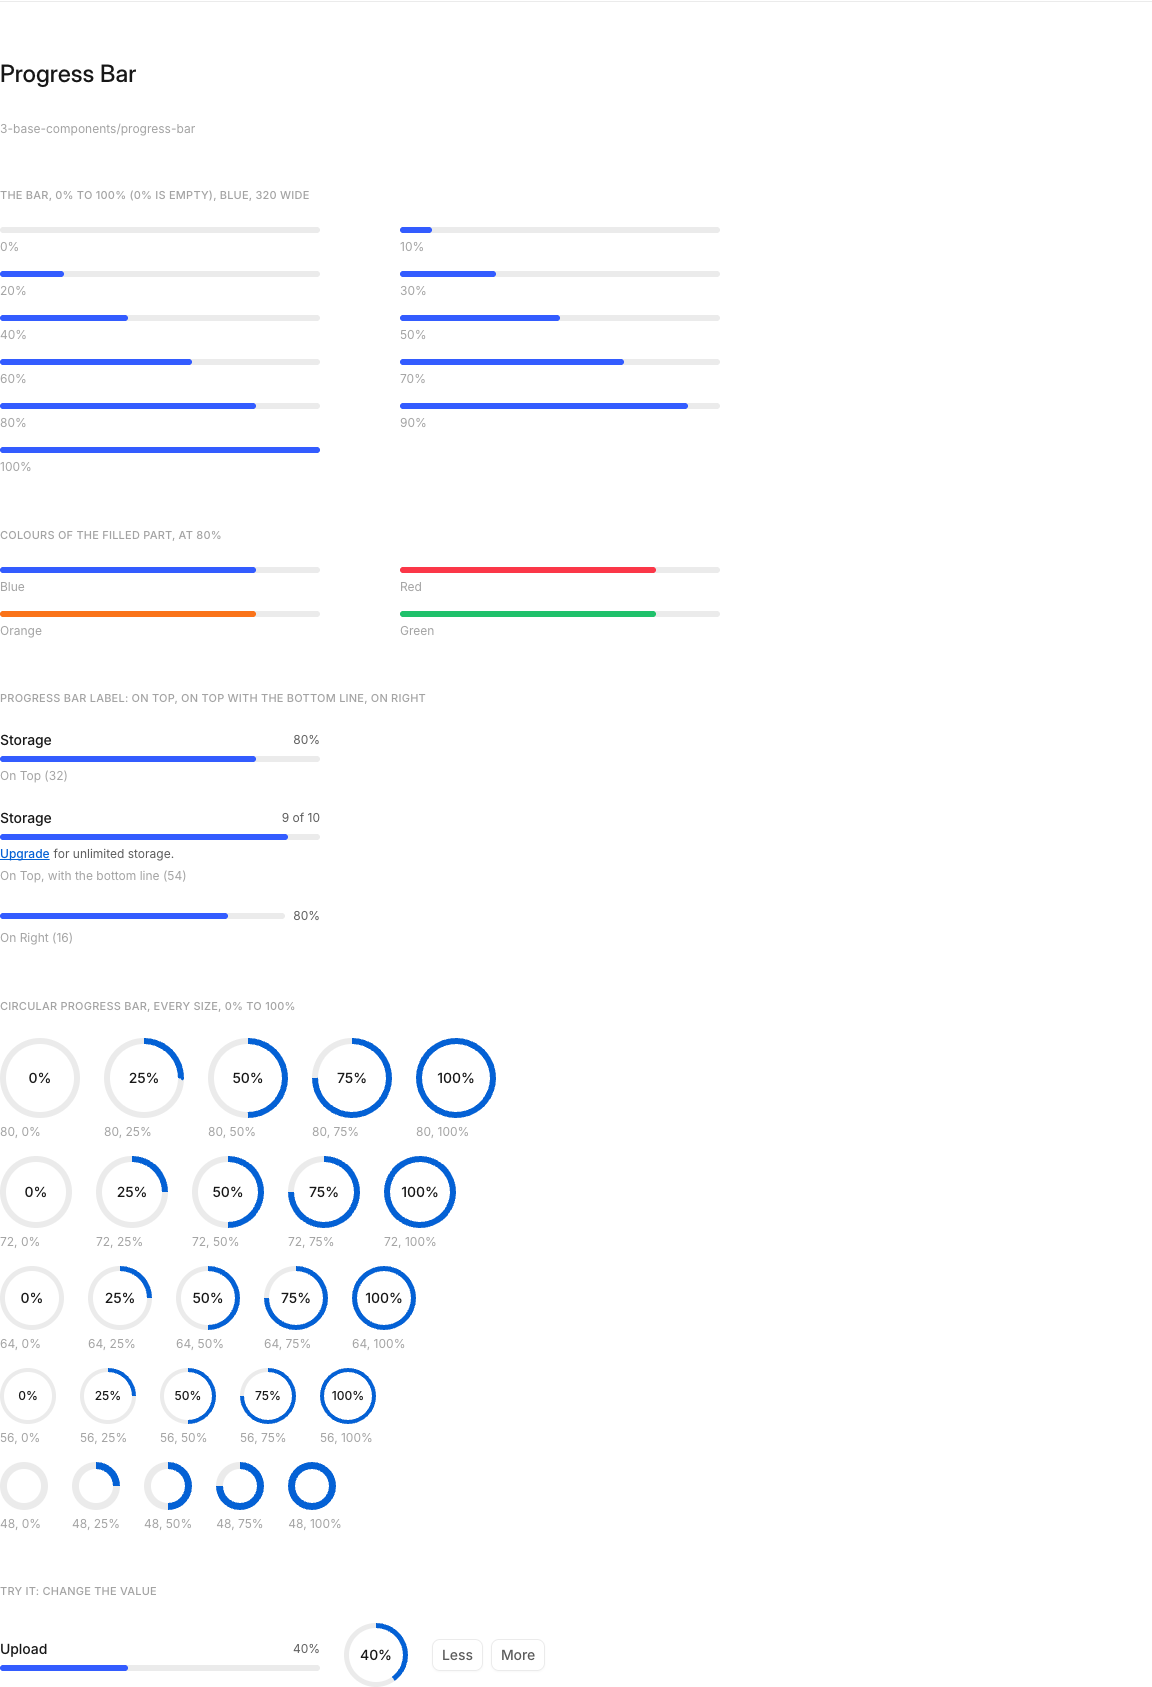 Progress Bar
3-base-components/progress-bar
THE BAR, 0% TO 100% (0% IS EMPTY), BLUE, 320 WIDE
0%
10%
20%
30%
40%
50%
60%
70%
80%
90%
100%
COLOURS OF THE FILLED PART, AT 80%
Blue
Red
Orange
Green
PROGRESS BAR LABEL: ON TOP, ON TOP WITH THE BOTTOM LINE, ON RIGHT
Storage 80%
On Top (32)
Storage 9 of 10
Upgrade for unlimited storage.
On Top, with the bottom line (54)
80%
On Right (16)
CIRCULAR PROGRESS BAR, EVERY SIZE, 0% TO 100%
0% 25% 50% 75% 100%
80, 0% 80, 25% 80, 50% 80, 75% 80, 100%
0% 25% 50% 75% 100%
72, 0% 72, 25% 72, 50% 72, 75% 72, 100%
0% 25% 50% 75% 100%
64, 0% 64, 25% 64, 50% 64, 75% 64, 100%
0% 25% 50% 75% 100%
56, 0% 56, 25% 56, 50% 56, 75% 56, 100%
48, 0% 48, 25% 48, 50% 48, 75% 48, 100%
TRY IT: CHANGE THE VALUE
Upload 40% 40% Less More